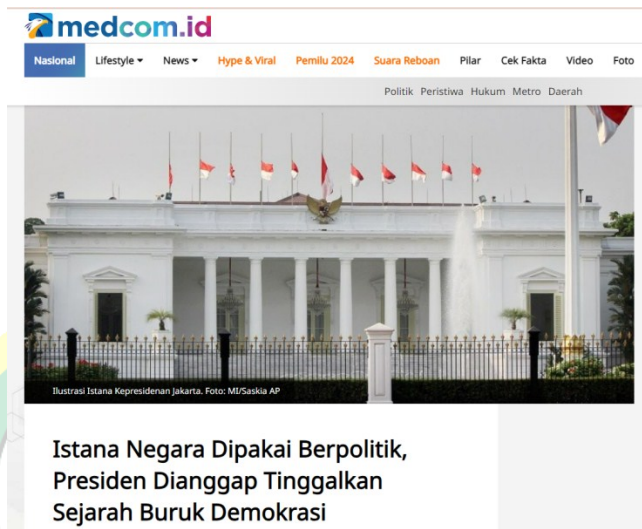 medcom.id
Nasional Lifestyle News Hype & Viral Pemilu 2024 Suara Reboan Pilar Cek Fakta Video Foto
Politik Peristiwa Hukum Metro Daerah
Ilustrasi Istana Kepresidenan Jakarta. Foto: MI/Saskia AP
Istana Negara Dipakai Berpolitik,
Presiden Dianggap Tinggalkan
Sejarah Buruk Demokrasi